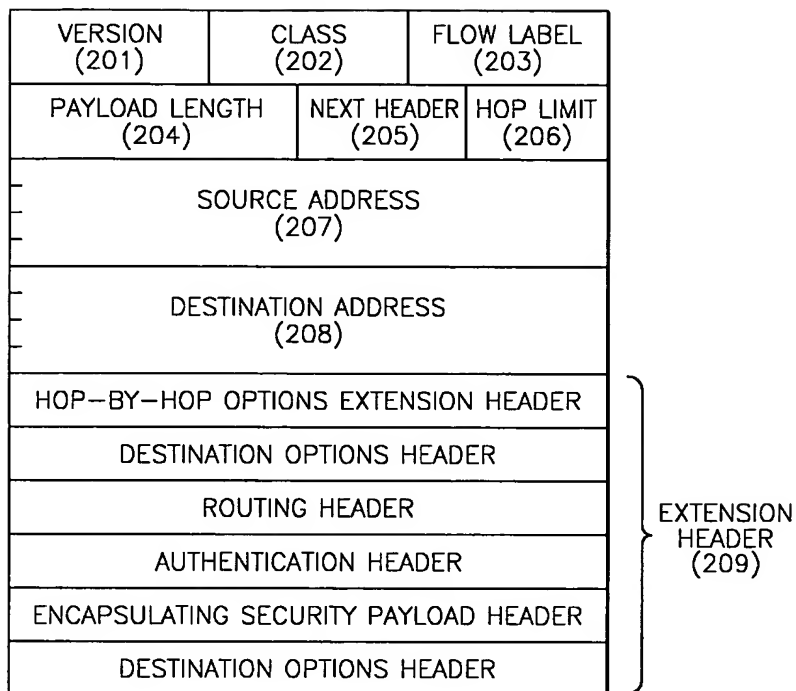 VERSION
(201)
CLASS
(202)
FLOW LABEL
(203)
PAYLOAD LENGTH
(204)
NEXT HEADER
(205)
HOP LIMIT
(206)
SOURCE ADDRESS
(207)
DESTINATION ADDRESS
(208)
HOP-BY-HOP OPTIONS EXTENSION HEADER
DESTINATION OPTIONS HEADER
ROUTING HEADER
AUTHENTICATION HEADER
ENCAPSULATING SECURITY PAYLOAD HEADER
DESTINATION OPTIONS HEADER
EXTENSION
HEADER
(209)